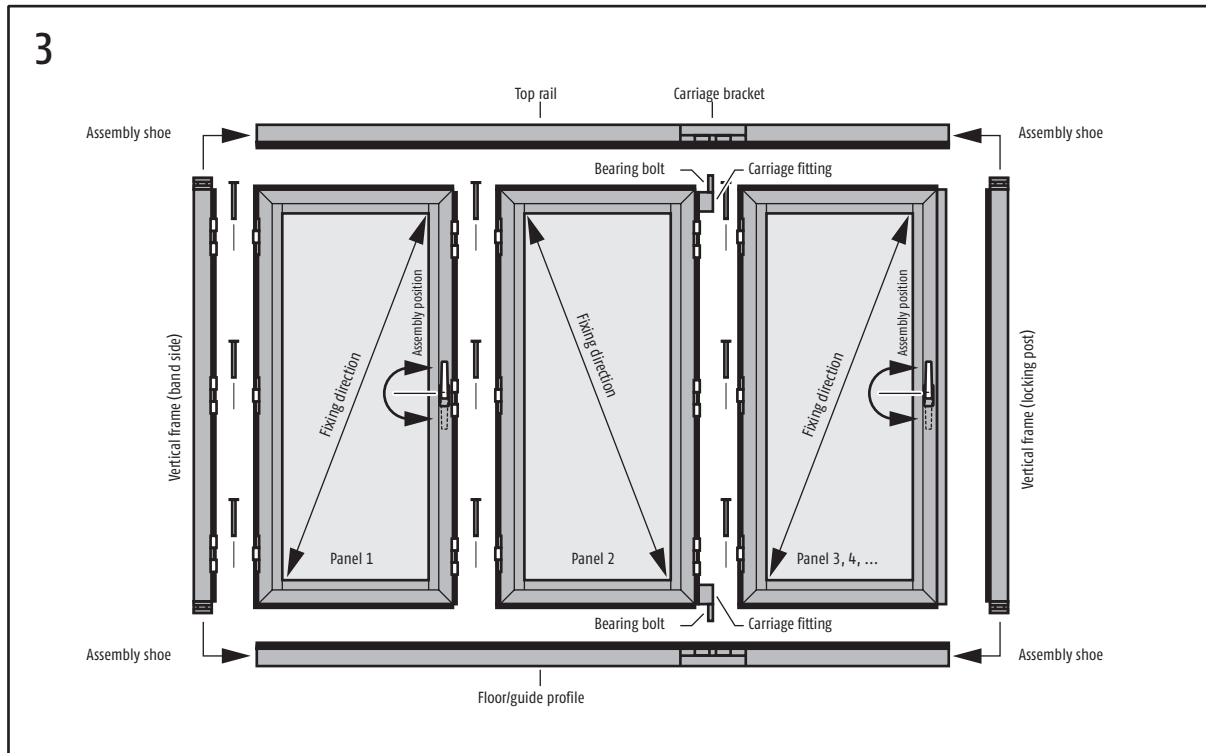 3
Top rail
Carriage bracket
Assembly shoe
Assembly shoe
Bearing bolt
Carriage fitting
Vertical frame (band side)
Fixing direction
Assembly position
Fixing direction
Fixing direction
Assembly position
Vertical frame (locking post)
Panel 1
Panel 2
Panel 3, 4, ...
Bearing bolt
Carriage fitting
Assembly shoe
Assembly shoe
Floor/guide profile